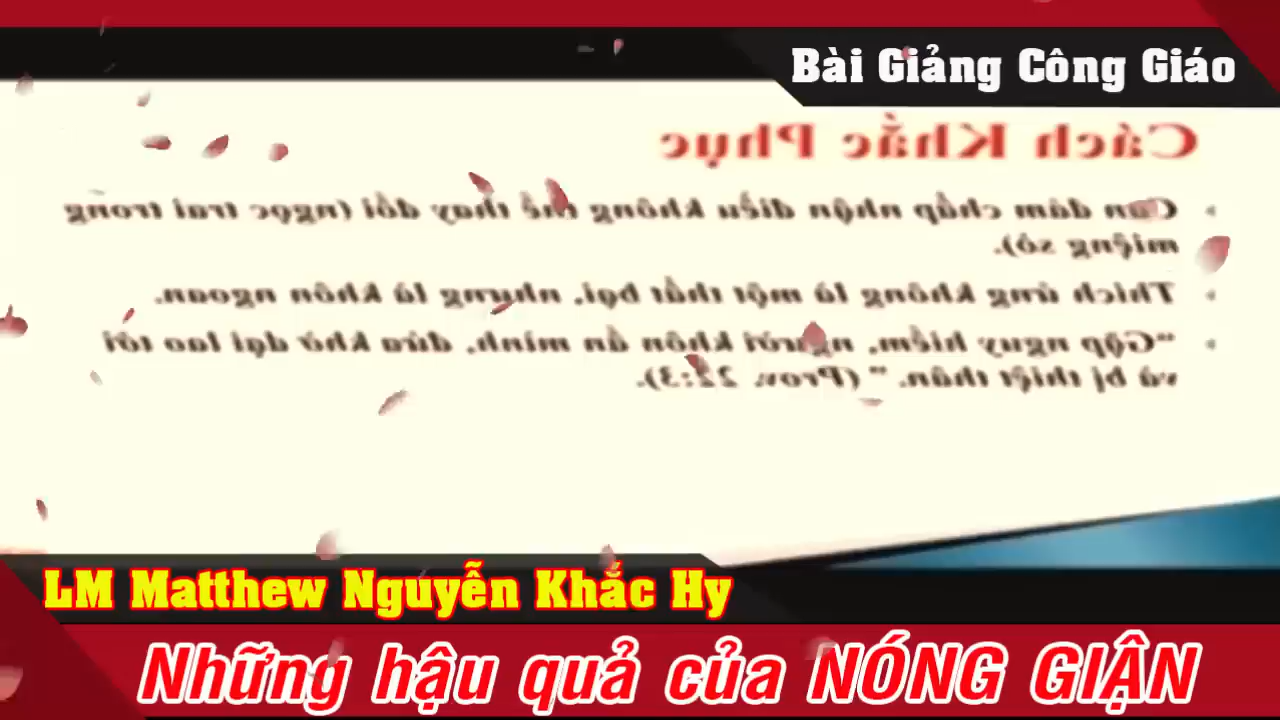 Bài Giảng Công Giáo
Cách Khắc Phục
• Can đảm chấp nhận điều không thể thay đổi (ngọc trai trong
miệng sò).
• Thích ứng không là một thất bại, nhưng là khôn ngoan.
• “Gặp nguy hiểm, người khôn ẩn mình, đứa khờ dại lao tới
và bị thiệt thân.” (Prov. 22:3).
LM Matthew Nguyễn Khắc Hy
Những hậu quả của NÓNG GIẬN